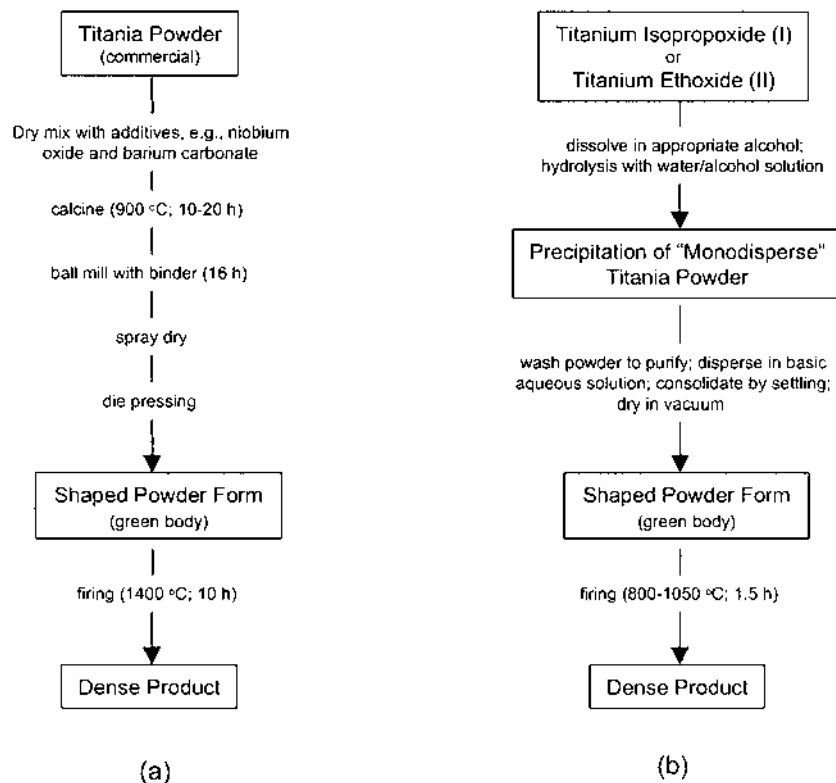 Titania Powder
(commercial)
Dry mix with additives, e.g., niobium
oxide and barium carbonate
calcine (900 °C; 10-20 h)
ball mill with binder (16 h)
spray dry
die pressing
Shaped Powder Form
(green body)
firing (1400 °C; 10 h)
Dense Product
(a)
Titanium Isopropoxide (I)
or
Titanium Ethoxide (II)
dissolve in appropriate alcohol;
hydrolysis with water/alcohol solution
Precipitation of "Monodisperse"
Titania Powder
wash powder to purify; disperse in basic
aqueous solution; consolidate by settling;
dry in vacuum
Shaped Powder Form
(green body)
firing (800-1050 °C; 1.5 h)
Dense Product
(b)